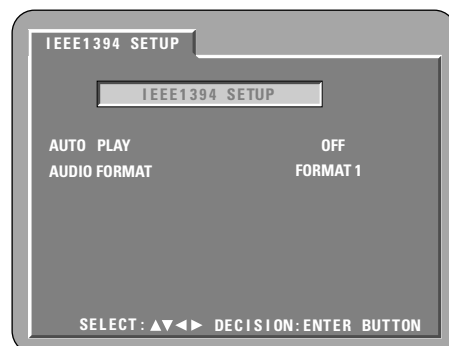 IEEE1394 SETUP
IEEE1394 SETUP
AUTO PLAY OFF
AUDIO FORMAT FORMAT 1
SELECT:▲▼◀▶ DECISION:ENTER BUTTON